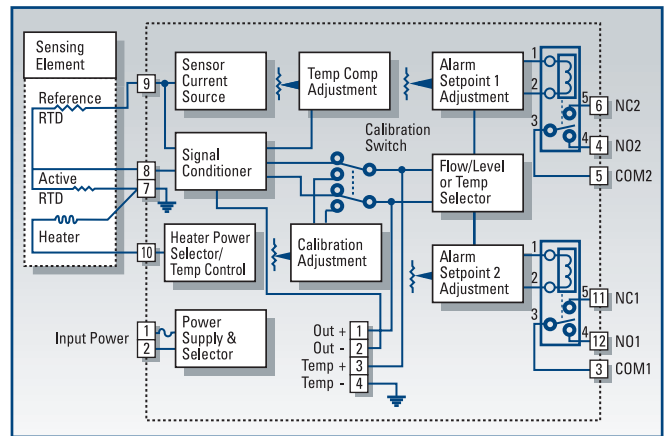 Sensing
Element
Reference
RTD
Active
RTD
Heater
9
8
7
10
Input Power
1
2
Sensor
Current
Source
Temp Comp
Adjustment
Alarm
Setpoint 1
Adjustment
1
2
3
5
4
6 NC2
4 NO2
5 COM2
Calibration
Switch
Signal
Conditioner
Flow/Level
or Temp
Selector
Heater Power
Selector/
Temp Control
Calibration
Adjustment
Alarm
Setpoint 2
Adjustment
1
2
3
5
4
11 NC1
12 NO1
3 COM1
Power
Supply &
Selector
Out + 1
Out - 2
Temp + 3
Temp - 4